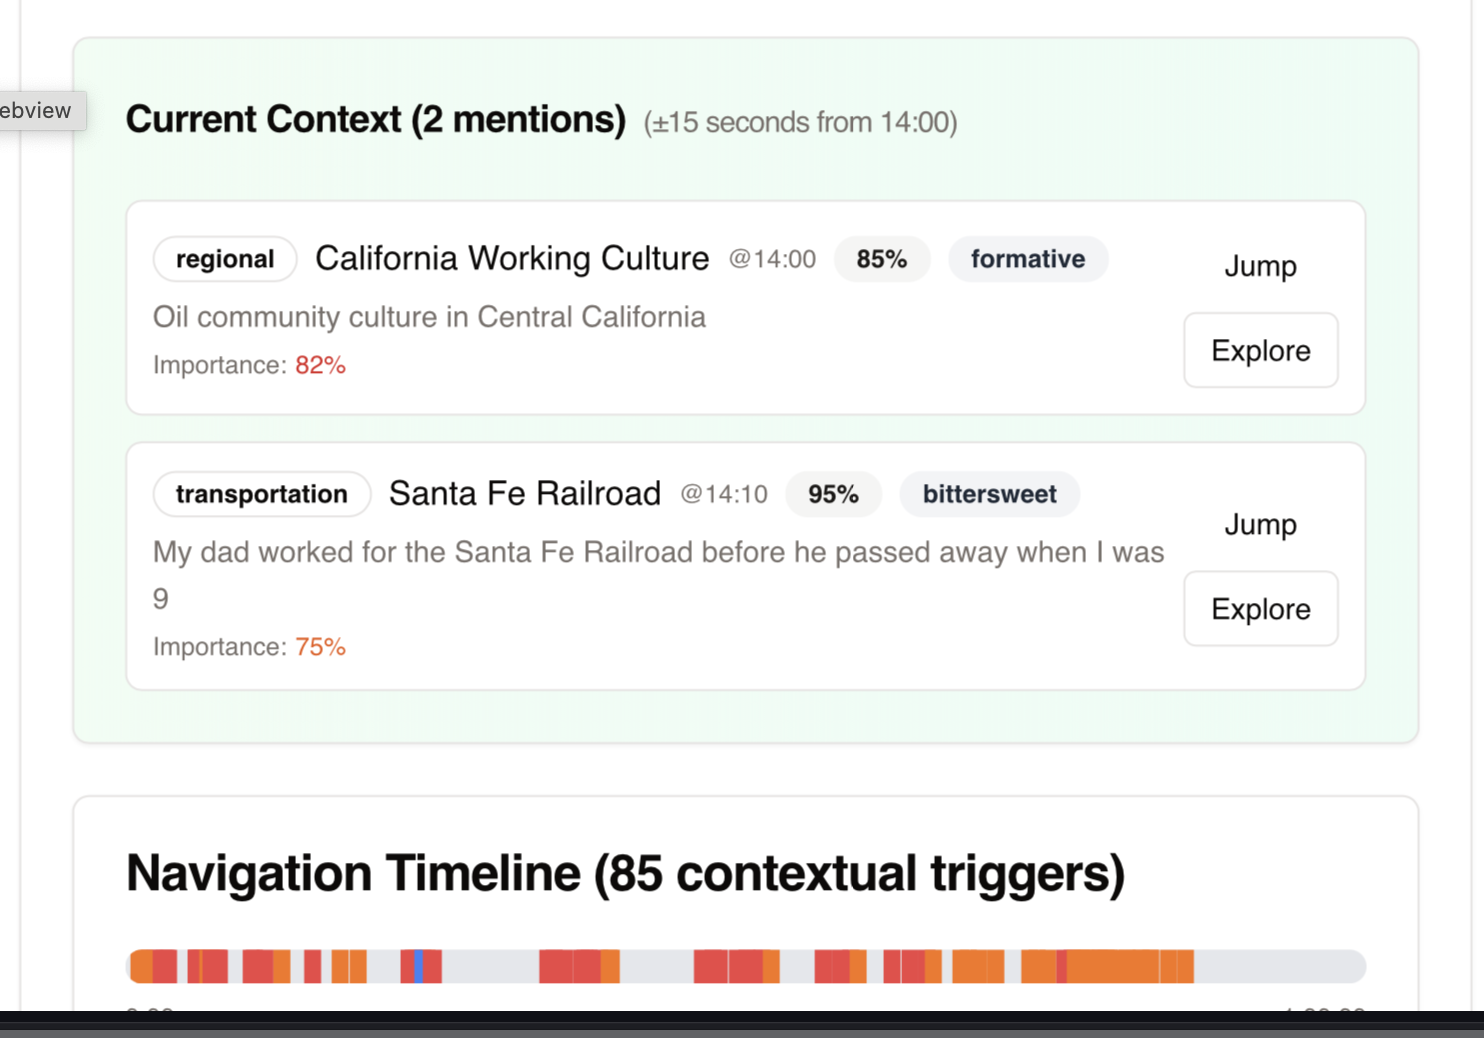 ebview
Current Context (2 mentions) (±15 seconds from 14:00)
regional California Working Culture @14:00 85% formative
Jump
Oil community culture in Central California
Explore
Importance: 82%
transportation Santa Fe Railroad @14:10 95% bittersweet
Jump
My dad worked for the Santa Fe Railroad before he passed away when I was
9
Explore
Importance: 75%
Navigation Timeline (85 contextual triggers)